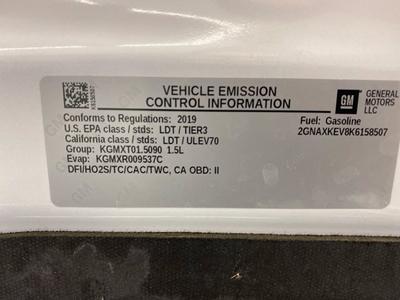 VEHICLE EMISSION
CONTROL INFORMATION
GM
GENERAL
MOTORS
LLC
Conforms to Regulations: 2019
U.S. EPA class / stds: LDT / TIER3
California class / stds: LDT / ULEV70
Group: KGMXT01.5090 1.5L
Evap: KGMXR009537C
DFI/HO2S/TC/CAC/TWC, CA OBD: II
Fuel: Gasoline
2GNAXKEV8K6158507